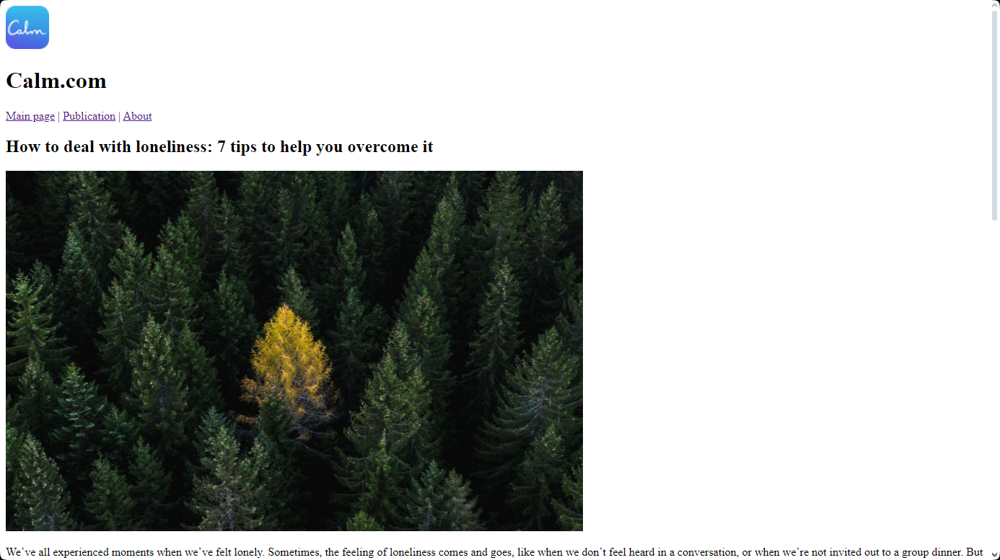 Calm
Calm.com
Main page | Publication | About
How to deal with loneliness: 7 tips to help you overcome it
We’ve all experienced moments when we’ve felt lonely. Sometimes, the feeling of loneliness comes and goes, like when we don’t feel heard in a conversation, or when we’re not invited out to a group dinner. But